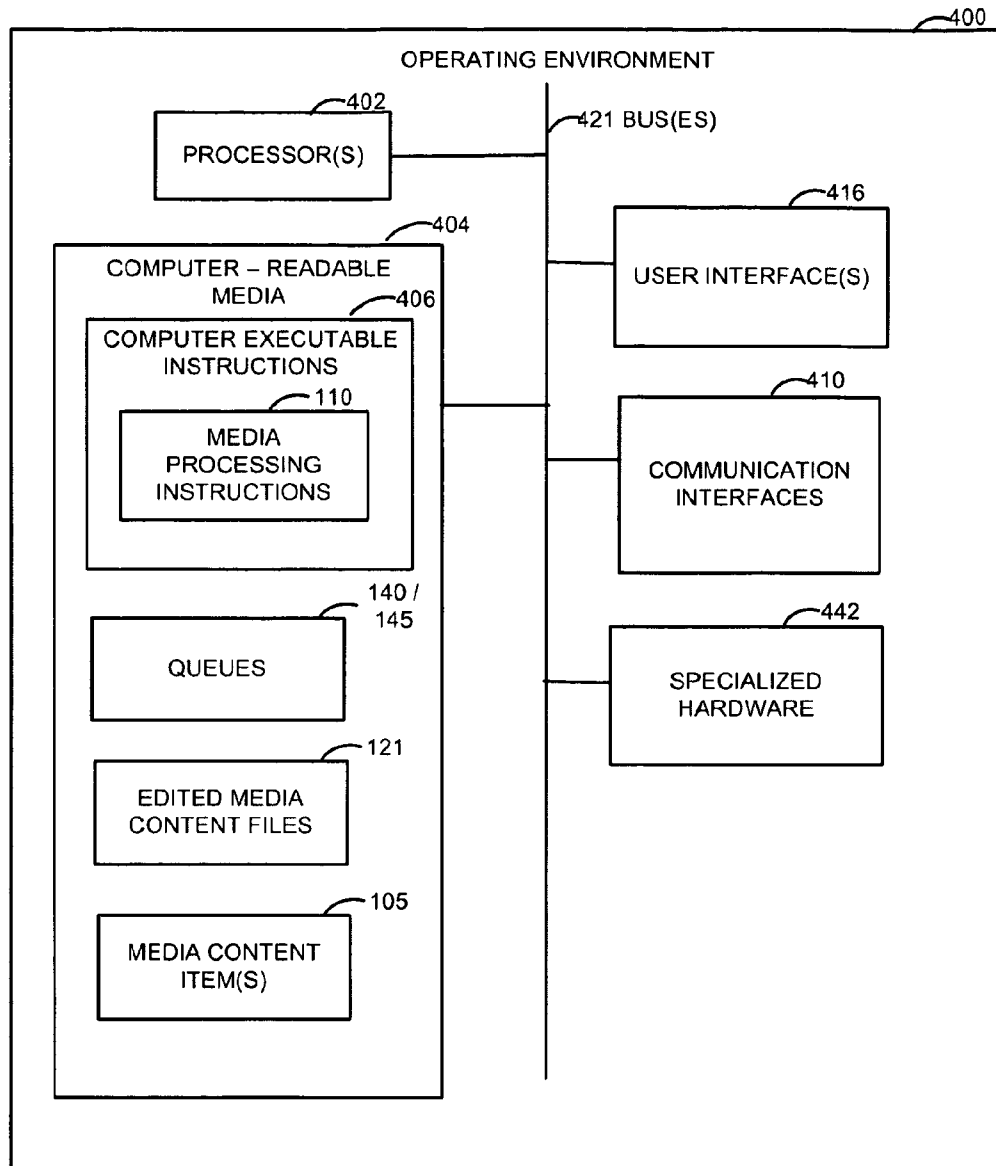 400
OPERATING ENVIRONMENT
402
PROCESSOR(S)
421 BUS(ES)
416
USER INTERFACE(S)
404
COMPUTER – READABLE
MEDIA
406
COMPUTER EXECUTABLE
INSTRUCTIONS
110
MEDIA
PROCESSING
INSTRUCTIONS
410
COMMUNICATION
INTERFACES
140 /
145
QUEUES
442
SPECIALIZED
HARDWARE
121
EDITED MEDIA
CONTENT FILES
105
MEDIA CONTENT
ITEM(S)